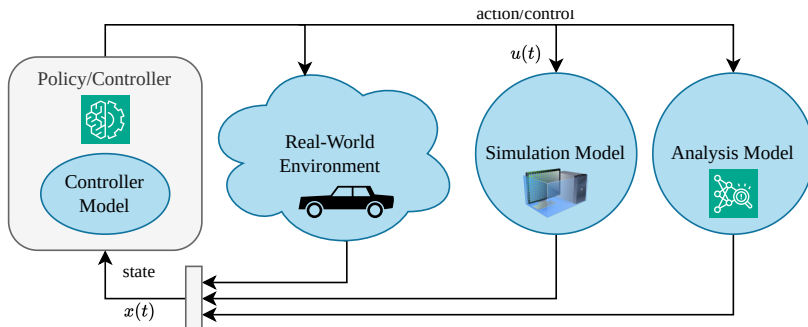 action/control
u(t)
Policy/Controller
Controller
Model
Real-World
Environment
Simulation Model
Analysis Model
state
x(t)